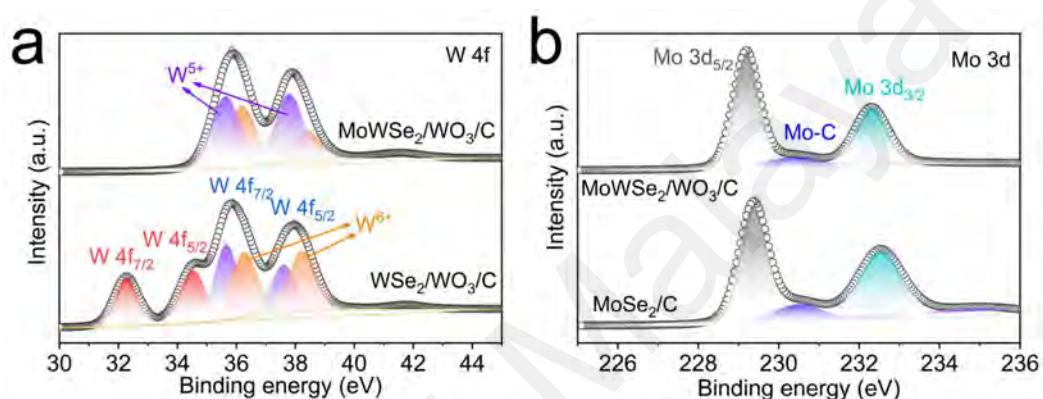 a
W 4f
W⁵⁺
MoWSe₂/WO₃/C
W 4f₇/₂
W 4f₅/₂
W⁶⁺
W 4f₅/₂
W 4f₇/₂
WSe₂/WO₃/C
Intensity (a.u.)
30 32 34 36 38 40 42 44
Binding energy (eV)
b
Mo 3d₅/₂
Mo 3d
Mo 3d₃/₂
Mo-C
MoWSe₂/WO₃/C
MoSe₂/C
Intensity (a.u.)
226 228 230 232 234 236
Binding energy (eV)
Malaya